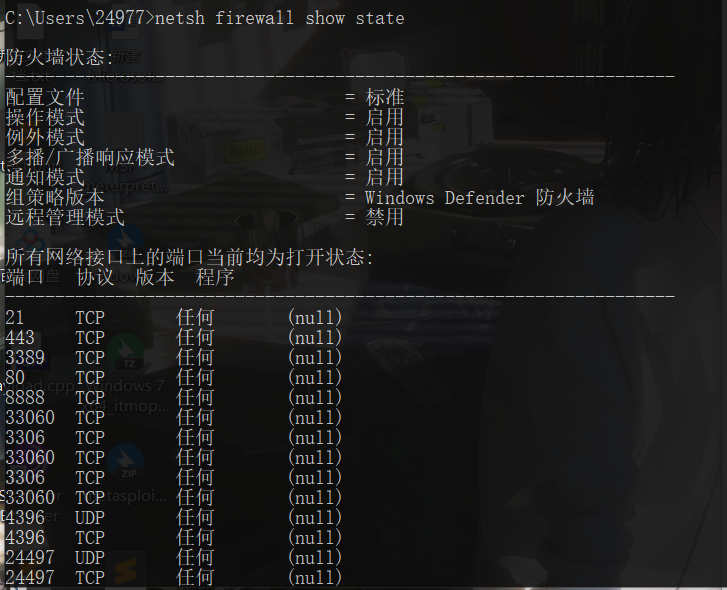 C:\Users\24977>netsh firewall show state
防火墙状态:
-------------------------------------------------------------------
配置文件 = 标准
操作模式 = 启用
例外模式 = 启用
多播/广播响应模式 = 启用
通知模式 = 启用
组策略版本 = Windows Defender 防火墙
远程管理模式 = 禁用
所有网络接口上的端口当前均为打开状态:
端口 协议 版本 程序
-------------------------------------------------------------------
21 TCP 任何 (null)
443 TCP 任何 (null)
3389 TCP 任何 (null)
80 TCP 任何 (null)
8888 TCP 任何 (null)
33060 TCP 任何 (null)
3306 TCP 任何 (null)
33060 TCP 任何 (null)
3306 TCP 任何 (null)
33060 TCP 任何 (null)
4396 UDP 任何 (null)
4396 TCP 任何 (null)
24497 UDP 任何 (null)
24497 TCP 任何 (null)